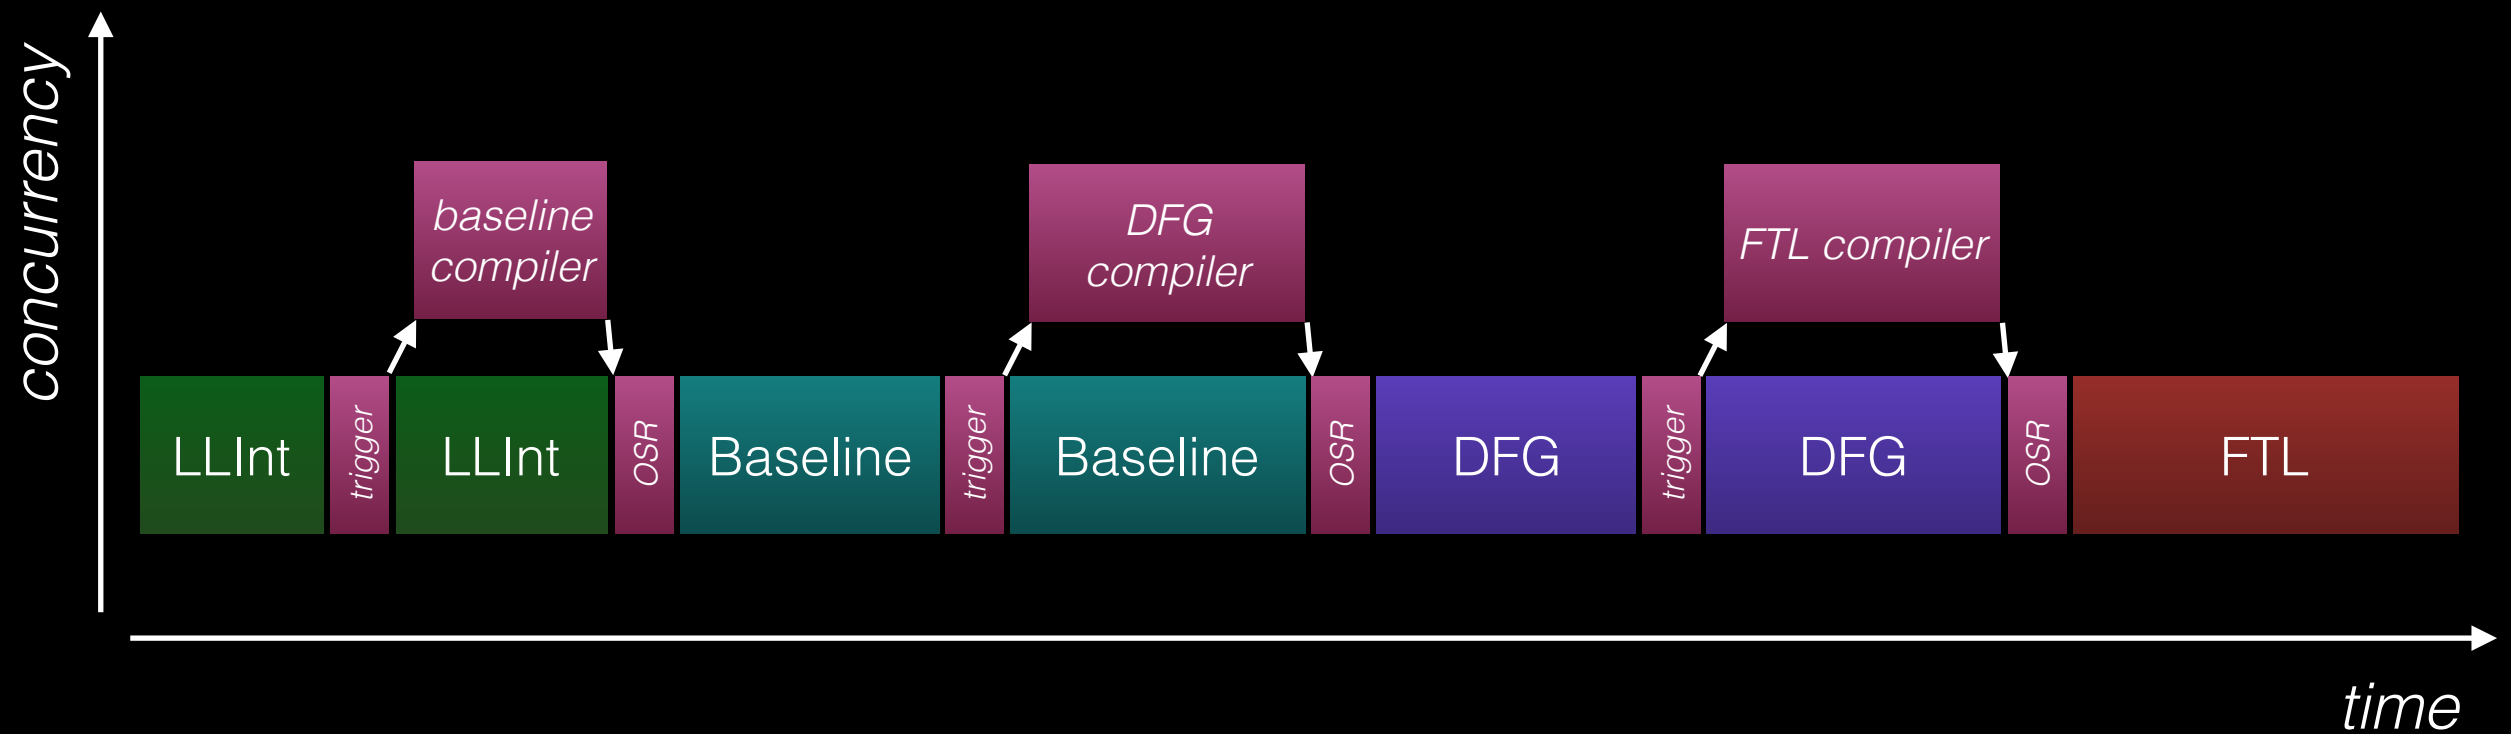 concurrency
baseline
compiler
DFG
compiler
FTL compiler
LLInt
trigger
LLInt
OSR
Baseline
trigger
Baseline
OSR
DFG
trigger
DFG
OSR
FTL
time